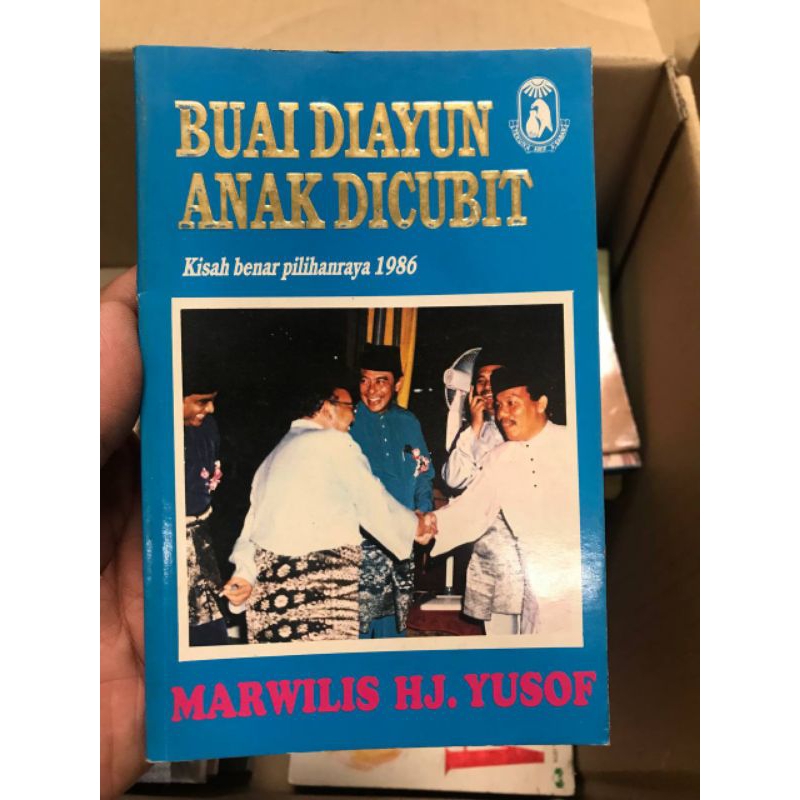 BUAI DIAYUN
ANAK DICUBIT
Kisah benar pilihanraya 1986
MARWILIS HJ. YUSOF